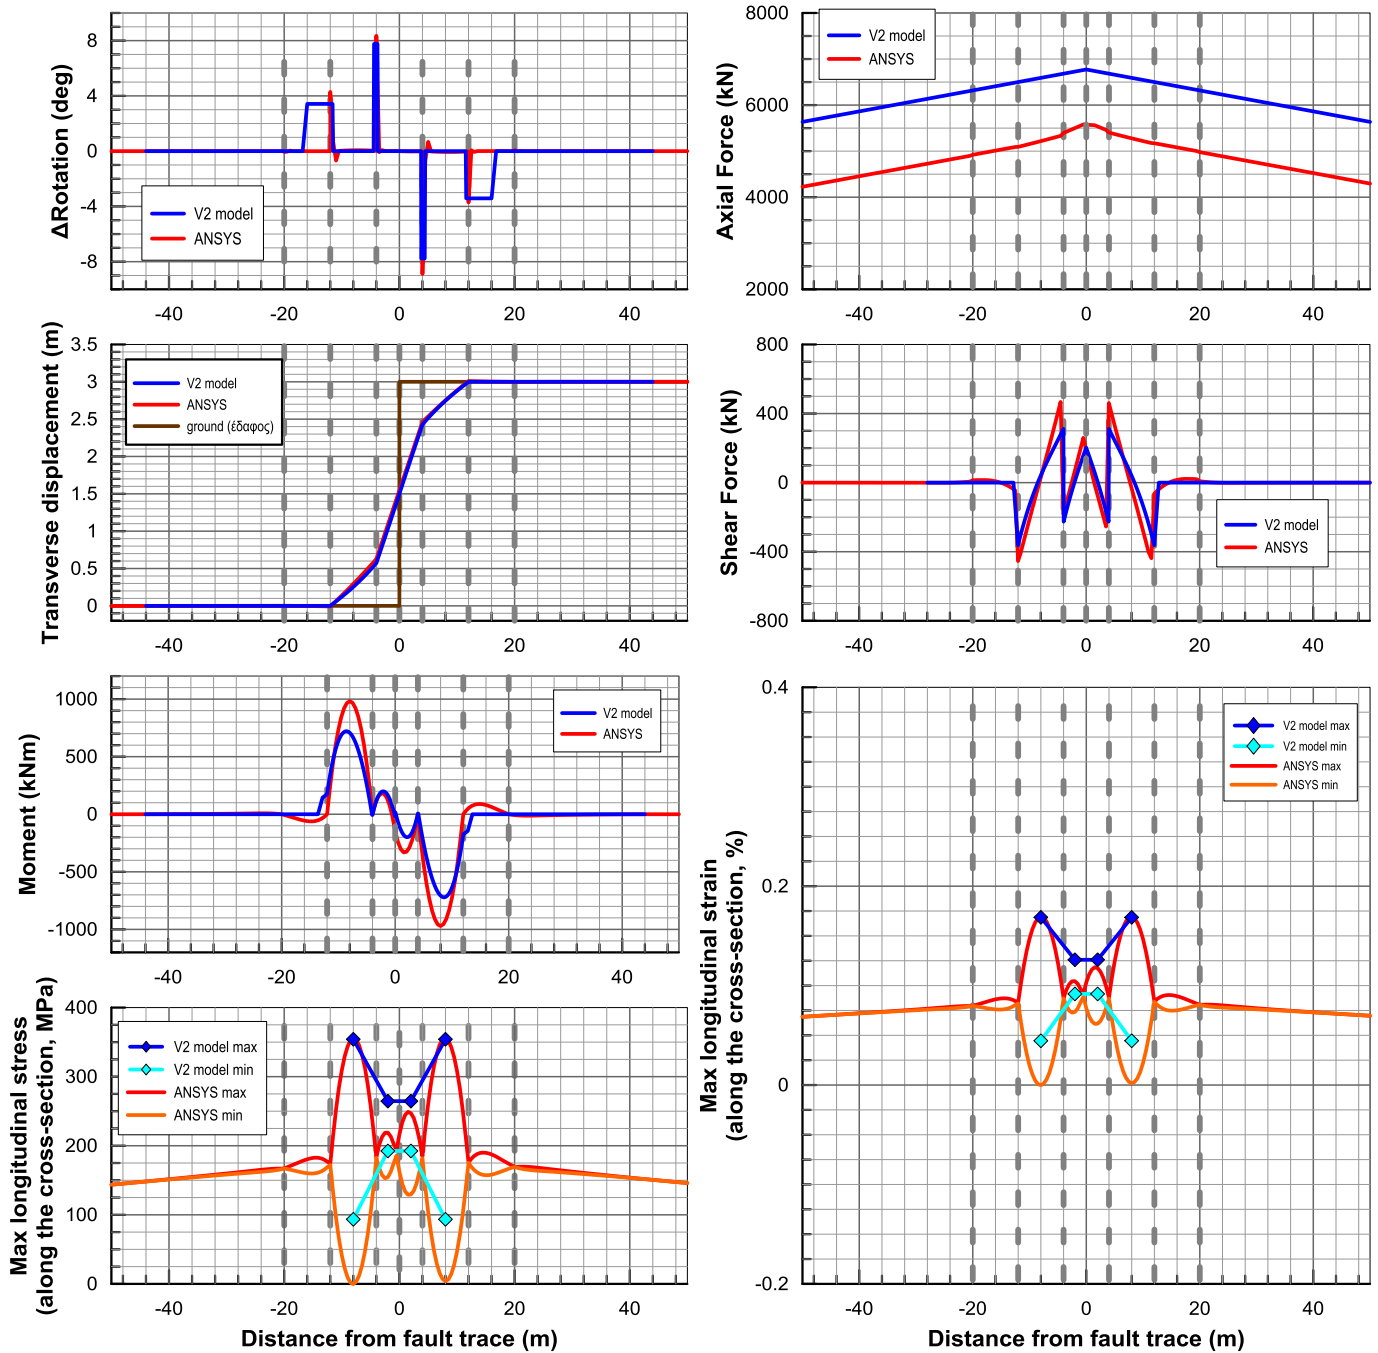 ΔRotation (deg)
8
4
0
-4
-8
V2 model
ANSYS
-40
-20
0
20
40
Axial Force (kN)
8000
6000
4000
2000
V2 model
ANSYS
-40
-20
0
20
40
Transverse displacement (m)
3.5
3
2.5
2
1.5
1
0.5
0
V2 model
ANSYS
ground (έδαφος)
-40
-20
0
20
40
Shear Force (kN)
800
400
0
-400
-800
V2 model
ANSYS
-40
-20
0
20
40
Moment (kNm)
1000
500
0
-500
-1000
V2 model
ANSYS
-40
-20
0
20
40
Max longitudinal stress
(along the cross-section, MPa)
400
350
300
250
200
150
100
50
0
V2 model max
V2 model min
ANSYS max
ANSYS min
-40
-20
0
20
40
Distance from fault trace (m)
Max longitudinal strain
(along the cross-section, %)
0.4
0.2
0
-0.2
V2 model max
V2 model min
ANSYS max
ANSYS min
-40
-20
0
20
40
Distance from fault trace (m)